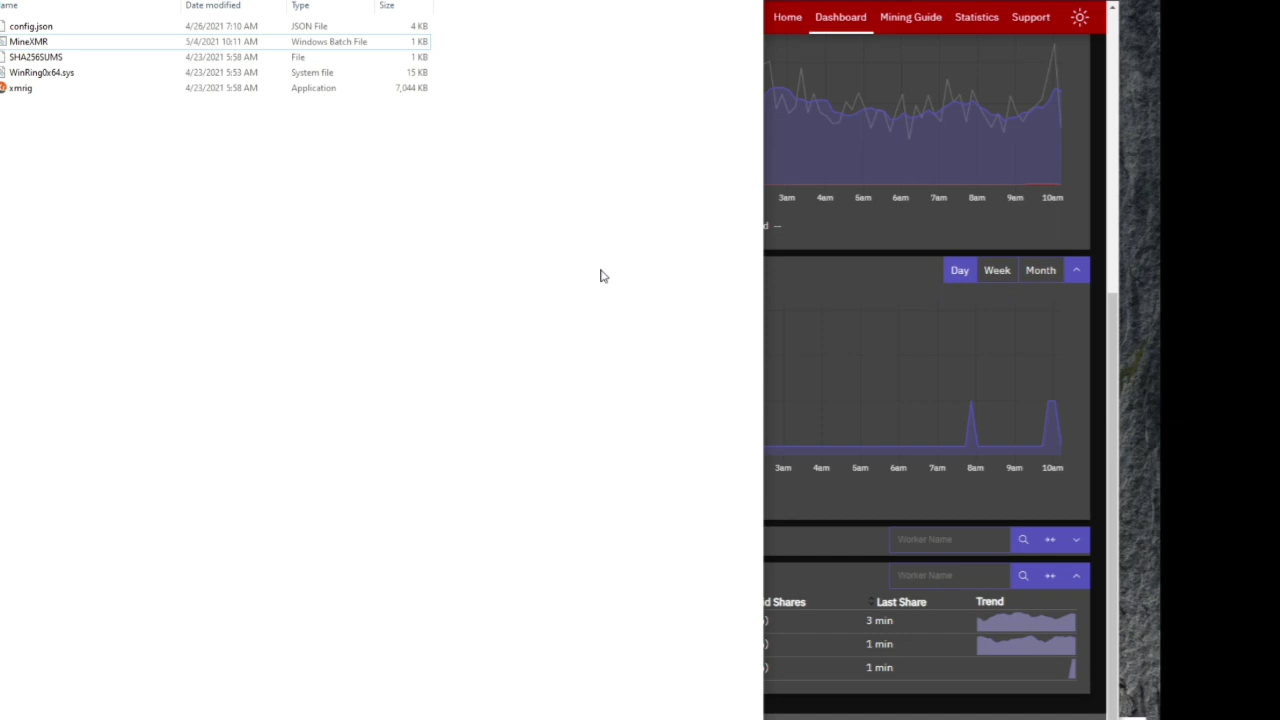 Date modified Type Size
config.json 4/26/2021 7:10 AM JSON File 4 KB
MineXMR 5/4/2021 10:11 AM Windows Batch File 1 KB
SHA256SUMS 4/23/2021 5:58 AM File 1 KB
WinRing0x64.sys 4/23/2021 5:53 AM System file 15 KB
xmrig 4/23/2021 5:58 AM Application 7,044 KB
Home Dashboard Mining Guide Statistics Support
3am 4am 5am 6am 7am 8am 9am 10am
d --
Day Week Month
3am 4am 5am 6am 7am 8am 9am 10am
Worker Name
Worker Name
d Shares Last Share Trend
) 3 min
) 1 min
) 1 min